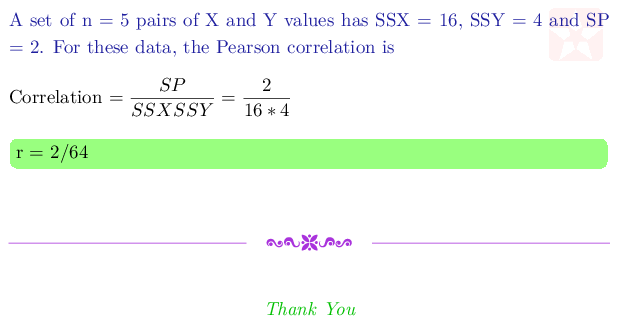 A set of n = 5 pairs of X and Y values has SSX = 16, SSY = 4 and SP
= 2. For these data, the Pearson correlation is
Correlation = \frac{SP}{SSXSSY} = \frac{2}{16 * 4}
r = 2/64
Thank You